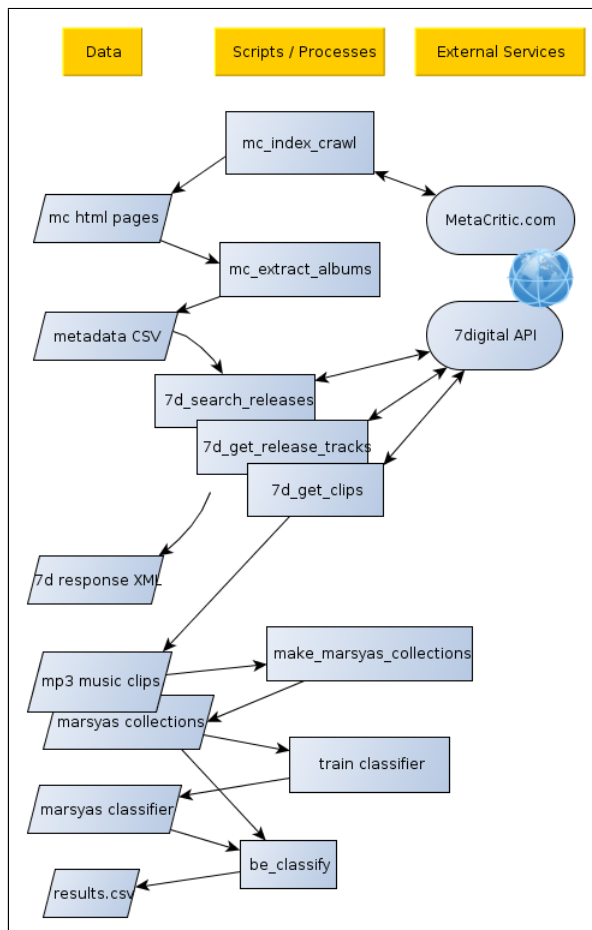 Data
Scripts / Processes
External Services
mc_index_crawl
mc html pages
MetaCritic.com
mc_extract_albums
metadata CSV
7digital API
7d_search_releases
7d_get_release_tracks
7d_get_clips
7d response XML
mp3 music clips
make_marsyas_collections
marsyas collections
train classifier
marsyas classifier
be_classify
results.csv